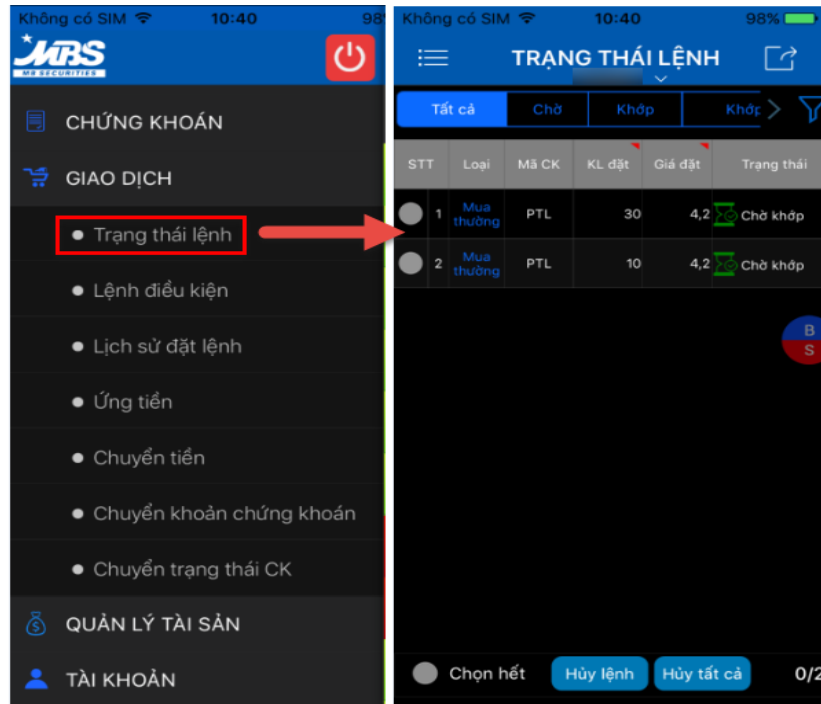 Không có SIM 10:40 98
MBS
MB SECURITIES
CHỨNG KHOÁN
GIAO DỊCH
Trạng thái lệnh
Lệnh điều kiện
Lịch sử đặt lệnh
Ứng tiền
Chuyển tiền
Chuyển khoản chứng khoán
Chuyển trạng thái CK
QUẢN LÝ TÀI SẢN
TÀI KHOẢN
Không có SIM 10:40 98%
TRẠNG THÁI LỆNH
Tất cả Chờ Khớp Khớp
STT Loại Mã CK KL đặt Giá đặt Trạng thái
1 Mua thường PTL 30 4,2 Chờ khớp
2 Mua thường PTL 10 4,2 Chờ khớp
B
S
Chọn hết Hủy lệnh Hủy tất cả 0/2